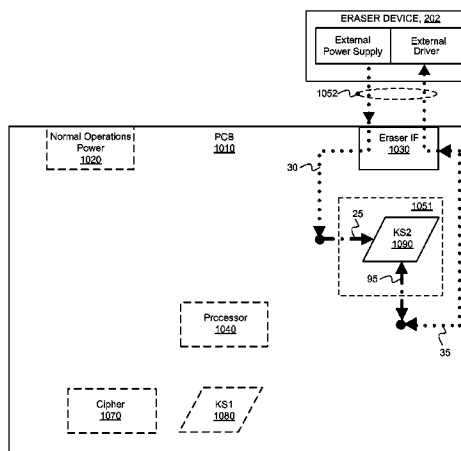 ERASER DEVICE, 202
External Power Supply
External Driver
1052
Normal Operations Power 1020
PCB 1010
Eraser IF 1030
30
1051
25
KS2 1090
95
Processor 1040
35
Cipher 1070
KS1 1080